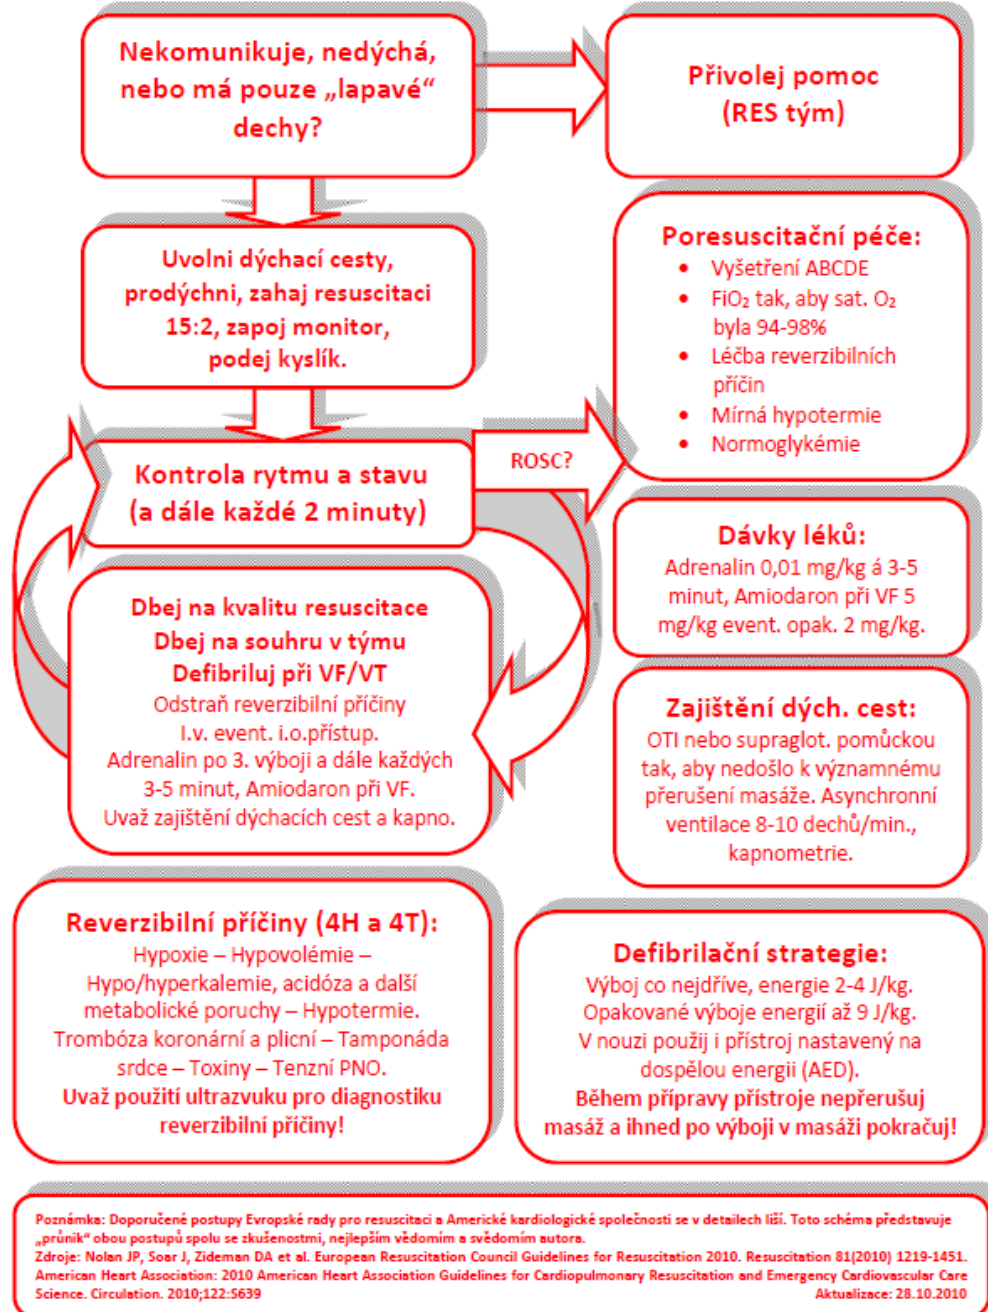 Nekomunikuje, nedýchá,
nebo má pouze „lapavé“
dechy?
Přivolej pomoc
(RES tým)
Uvolni dýchací cesty,
prodýchni, zahaj resuscitaci
15:2, zapoj monitor,
podej kyslík.
Poresuscitační péče:
• Vyšetření ABCDE
• FiO₂ tak, aby sat. O₂
byla 94-98%
• Léčba reverzibilních
příčin
• Mírná hypotermie
• Normoglykémie
Kontrola rytmu a stavu
(a dále každé 2 minuty)
ROSC?
Dávky léků:
Adrenalin 0,01 mg/kg á 3-5
minut, Amiodaron při VF 5
mg/kg event. opak. 2 mg/kg.
Dbej na kvalitu resuscitace
Dbej na souhru v týmu
Defibriluj při VF/VT
Odstraň reverzibilní příčiny
I.v. event. i.o.přístup.
Adrenalin po 3. výboji a dále každých
3-5 minut, Amiodaron při VF.
Uvaž zajištění dýchacích cest a kapno.
Zajištění dých. cest:
OTI nebo supraglot. pomůckou
tak, aby nedošlo k významnému
přerušení masáže. Asynchronní
ventilace 8-10 dechů/min.,
kapnometrie.
Reverzibilní příčiny (4H a 4T):
Hypoxie – Hypovolémie –
Hypo/hyperkalemie, acidóza a další
metabolické poruchy – Hypotermie.
Trombóza koronární a plicní – Tamponáda
srdce – Toxiny – Tenzní PNO.
Uvaž použití ultrazvuku pro diagnostiku
reverzibilní příčiny!
Defibrilační strategie:
Výboj co nejdříve, energie 2-4 J/kg.
Opakované výboje energií až 9 J/kg.
V nouzi použij i přístroj nastavený na
dospělou energii (AED).
Během přípravy přístroje nepřerušuj
masáž a ihned po výboji v masáži pokračuj!
Poznámka: Doporučené postupy Evropské rady pro resuscitaci a Americké kardiologické společnosti se v detailech liší. Toto schéma představuje
„průnik“ obou postupů spolu se zkušenostmi, nejlepším vědomím a svědomím autora.
Zdroje: Nolan JP, Soar J, Zideman DA et al. European Resuscitation Council Guidelines for Resuscitation 2010. Resuscitation 81(2010) 1219-1451.
American Heart Association: 2010 American Heart Association Guidelines for Cardiopulmonary Resuscitation and Emergency Cardiovascular Care
Science. Circulation. 2010;122:S639 Aktualizace: 28.10.2010